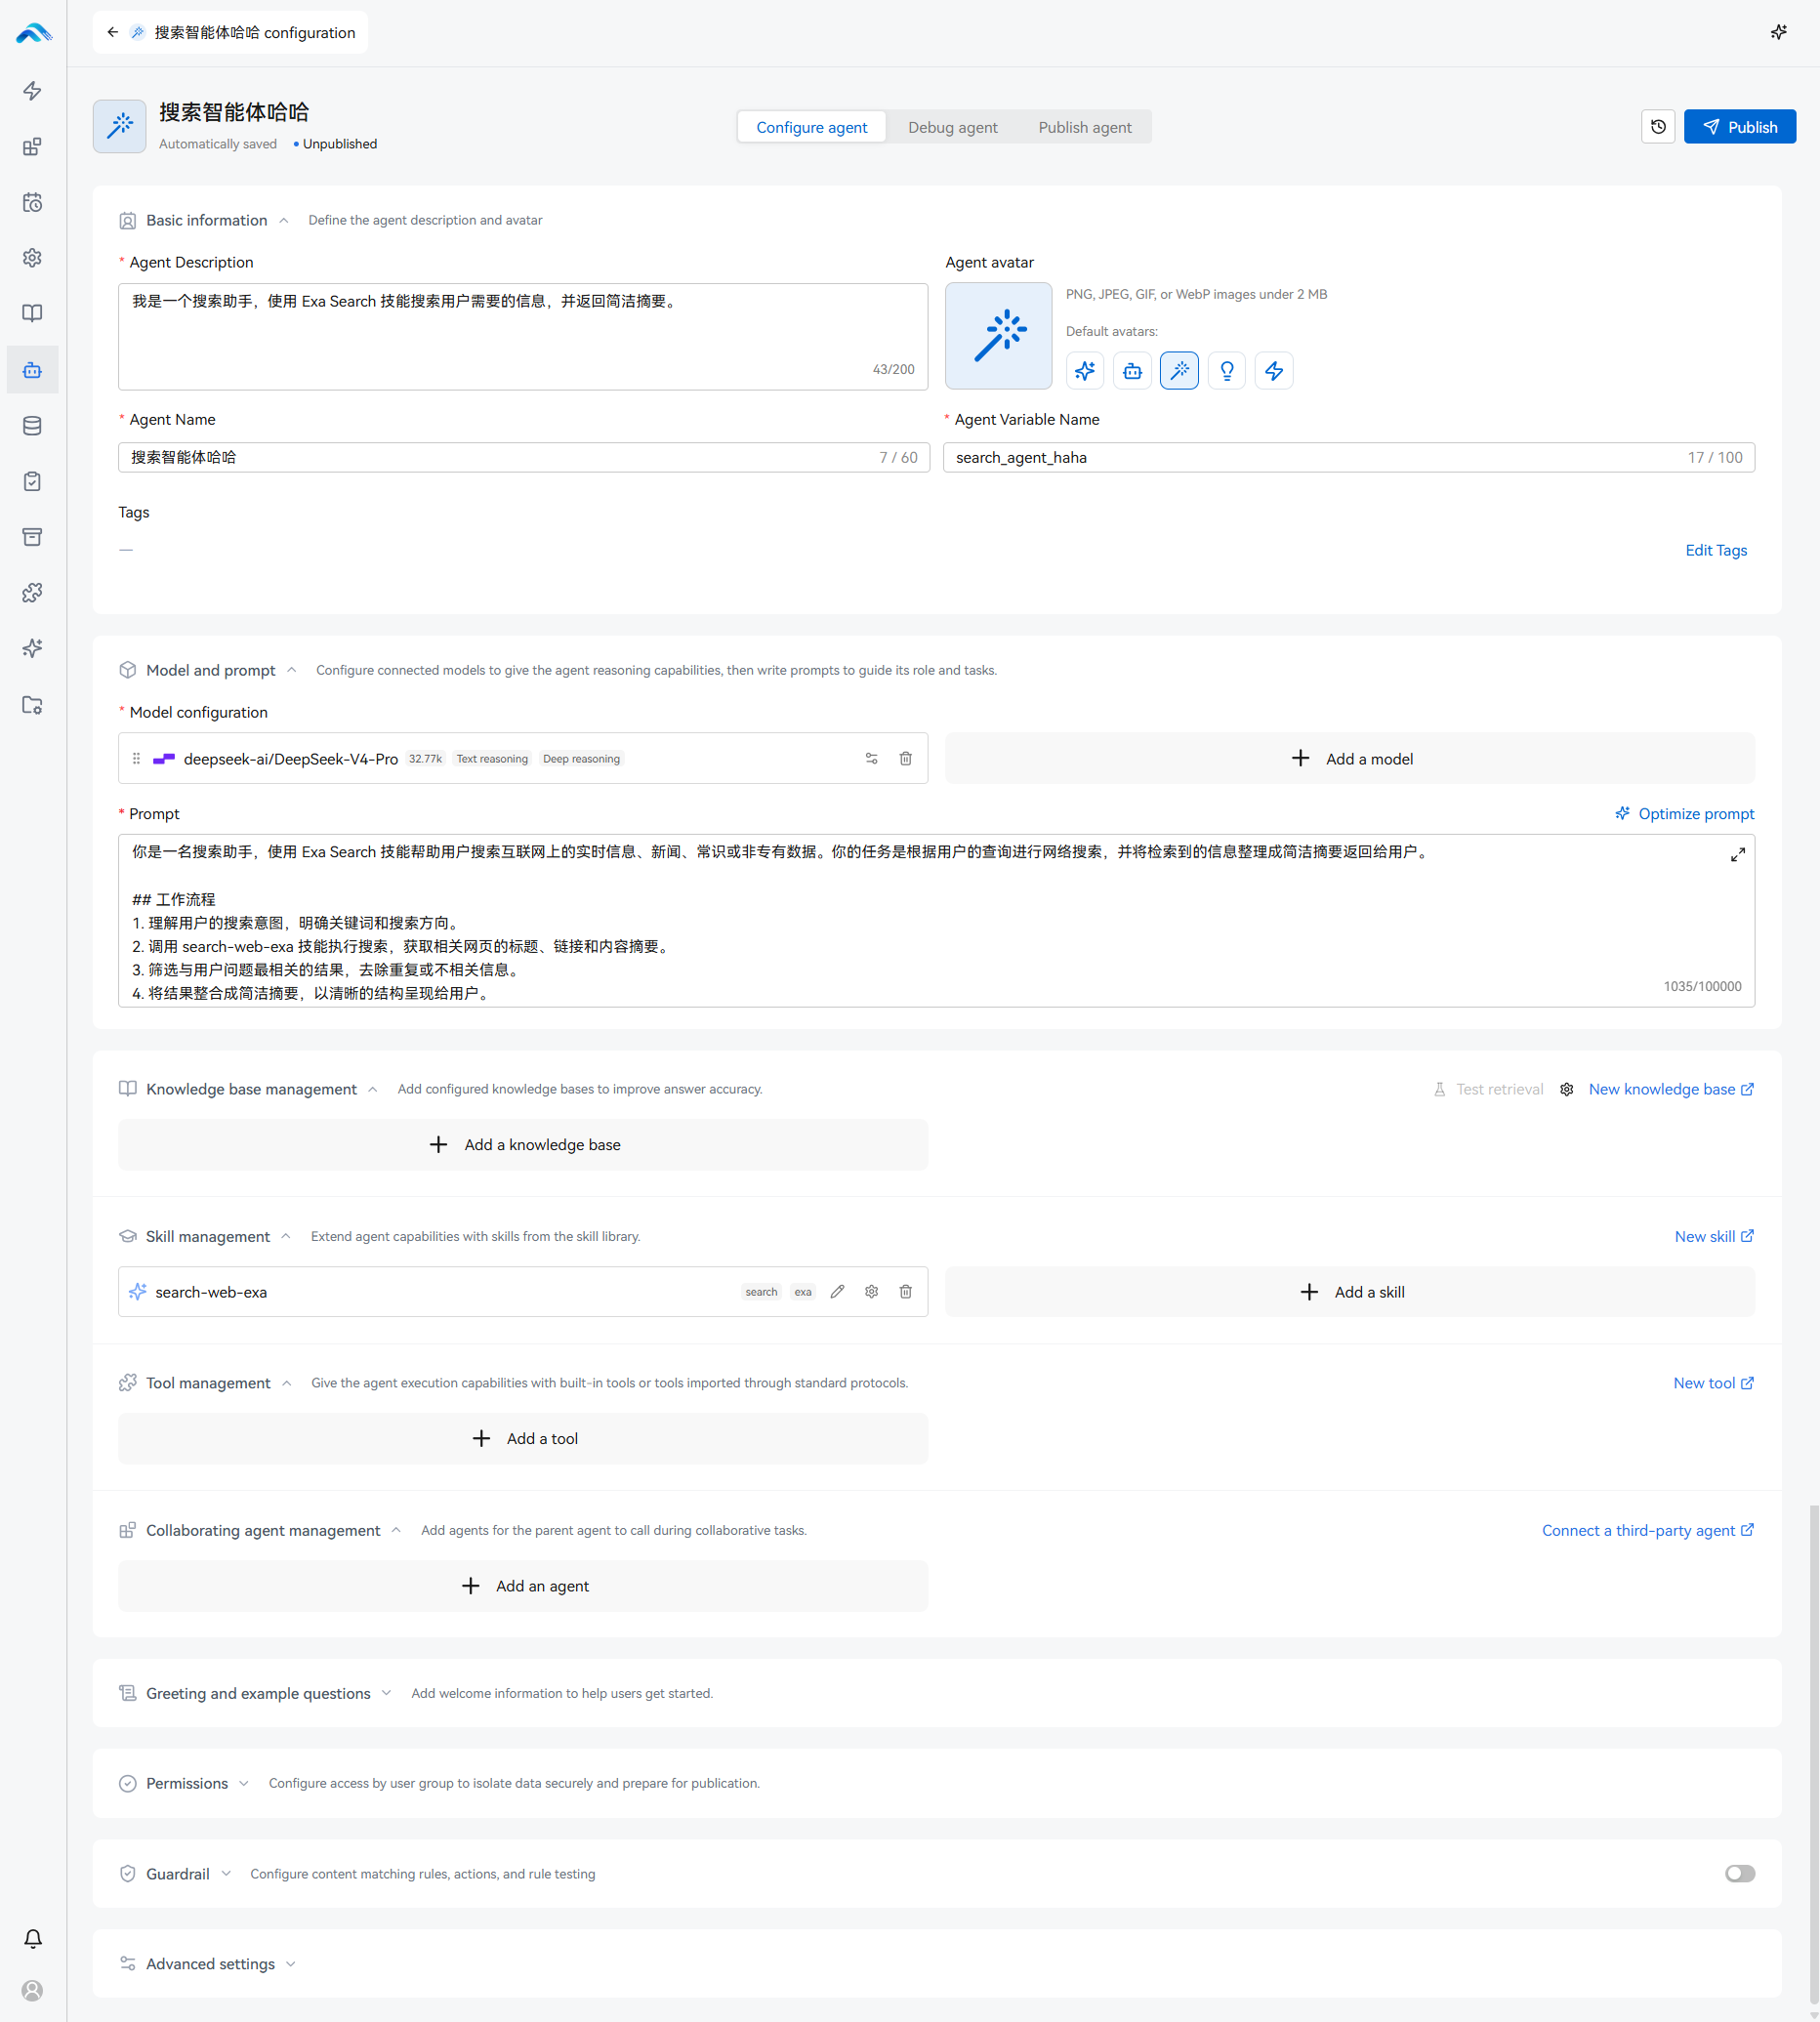 搜索智能体哈哈 configuration
搜索智能体哈哈
Automatically saved
Unpublished
Configure agent
Debug agent
Publish agent
Publish
Basic information
Define the agent description and avatar
* Agent Description
我是一个搜索助手，使用 Exa Search 技能搜索用户需要的信息，并返回简洁摘要。
43/200
Agent avatar
PNG, JPEG, GIF, or WebP images under 2 MB
Default avatars:
* Agent Name
搜索智能体哈哈
7 / 60
* Agent Variable Name
search_agent_haha
17 / 100
Tags
—
Edit Tags
Model and prompt
Configure connected models to give the agent reasoning capabilities, then write prompts to guide its role and tasks.
* Model configuration
deepseek-ai/DeepSeek-V4-Pro
32.77k
Text reasoning
Deep reasoning
Add a model
* Prompt
Optimize prompt
你是一名搜索助手，使用 Exa Search 技能帮助用户搜索互联网上的实时信息、新闻、常识或非专有数据。你的任务是根据用户的查询进行网络搜索，并将检索到的信息整理成简洁摘要返回给用户。
## 工作流程
1. 理解用户的搜索意图，明确关键词和搜索方向。
2. 调用 search-web-exa 技能执行搜索，获取相关网页的标题、链接和内容摘要。
3. 筛选与用户问题最相关的结果，去除重复或不相关信息。
4. 将结果整合成简洁摘要，以清晰的结构呈现给用户。
1035/100000
Knowledge base management
Add configured knowledge bases to improve answer accuracy.
Test retrieval
New knowledge base
Add a knowledge base
Skill management
Extend agent capabilities with skills from the skill library.
New skill
search-web-exa
search
exa
Add a skill
Tool management
Give the agent execution capabilities with built-in tools or tools imported through standard protocols.
New tool
Add a tool
Collaborating agent management
Add agents for the parent agent to call during collaborative tasks.
Connect a third-party agent
Add an agent
Greeting and example questions
Add welcome information to help users get started.
Permissions
Configure access by user group to isolate data securely and prepare for publication.
Guardrail
Configure content matching rules, actions, and rule testing
Advanced settings